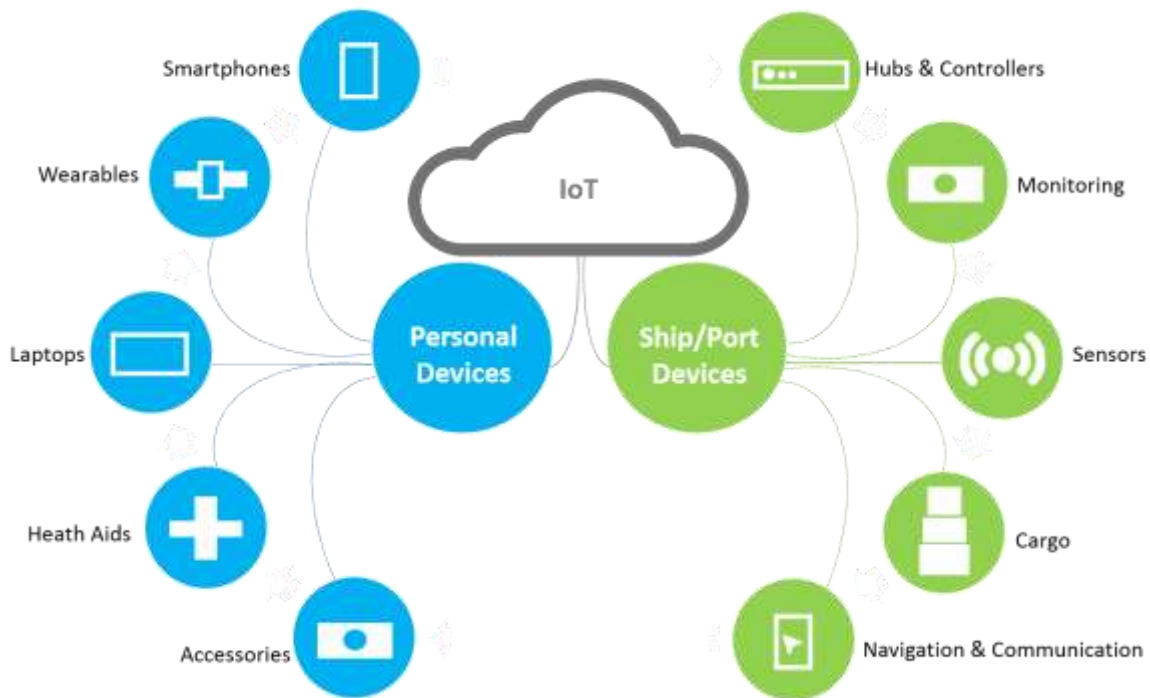 Smartphones
Hubs & Controllers
Wearables
IoT
Monitoring
Personal
Devices
Ship/Port
Devices
Laptops
Sensors
Heath Aids
Cargo
Accessories
Navigation & Communication